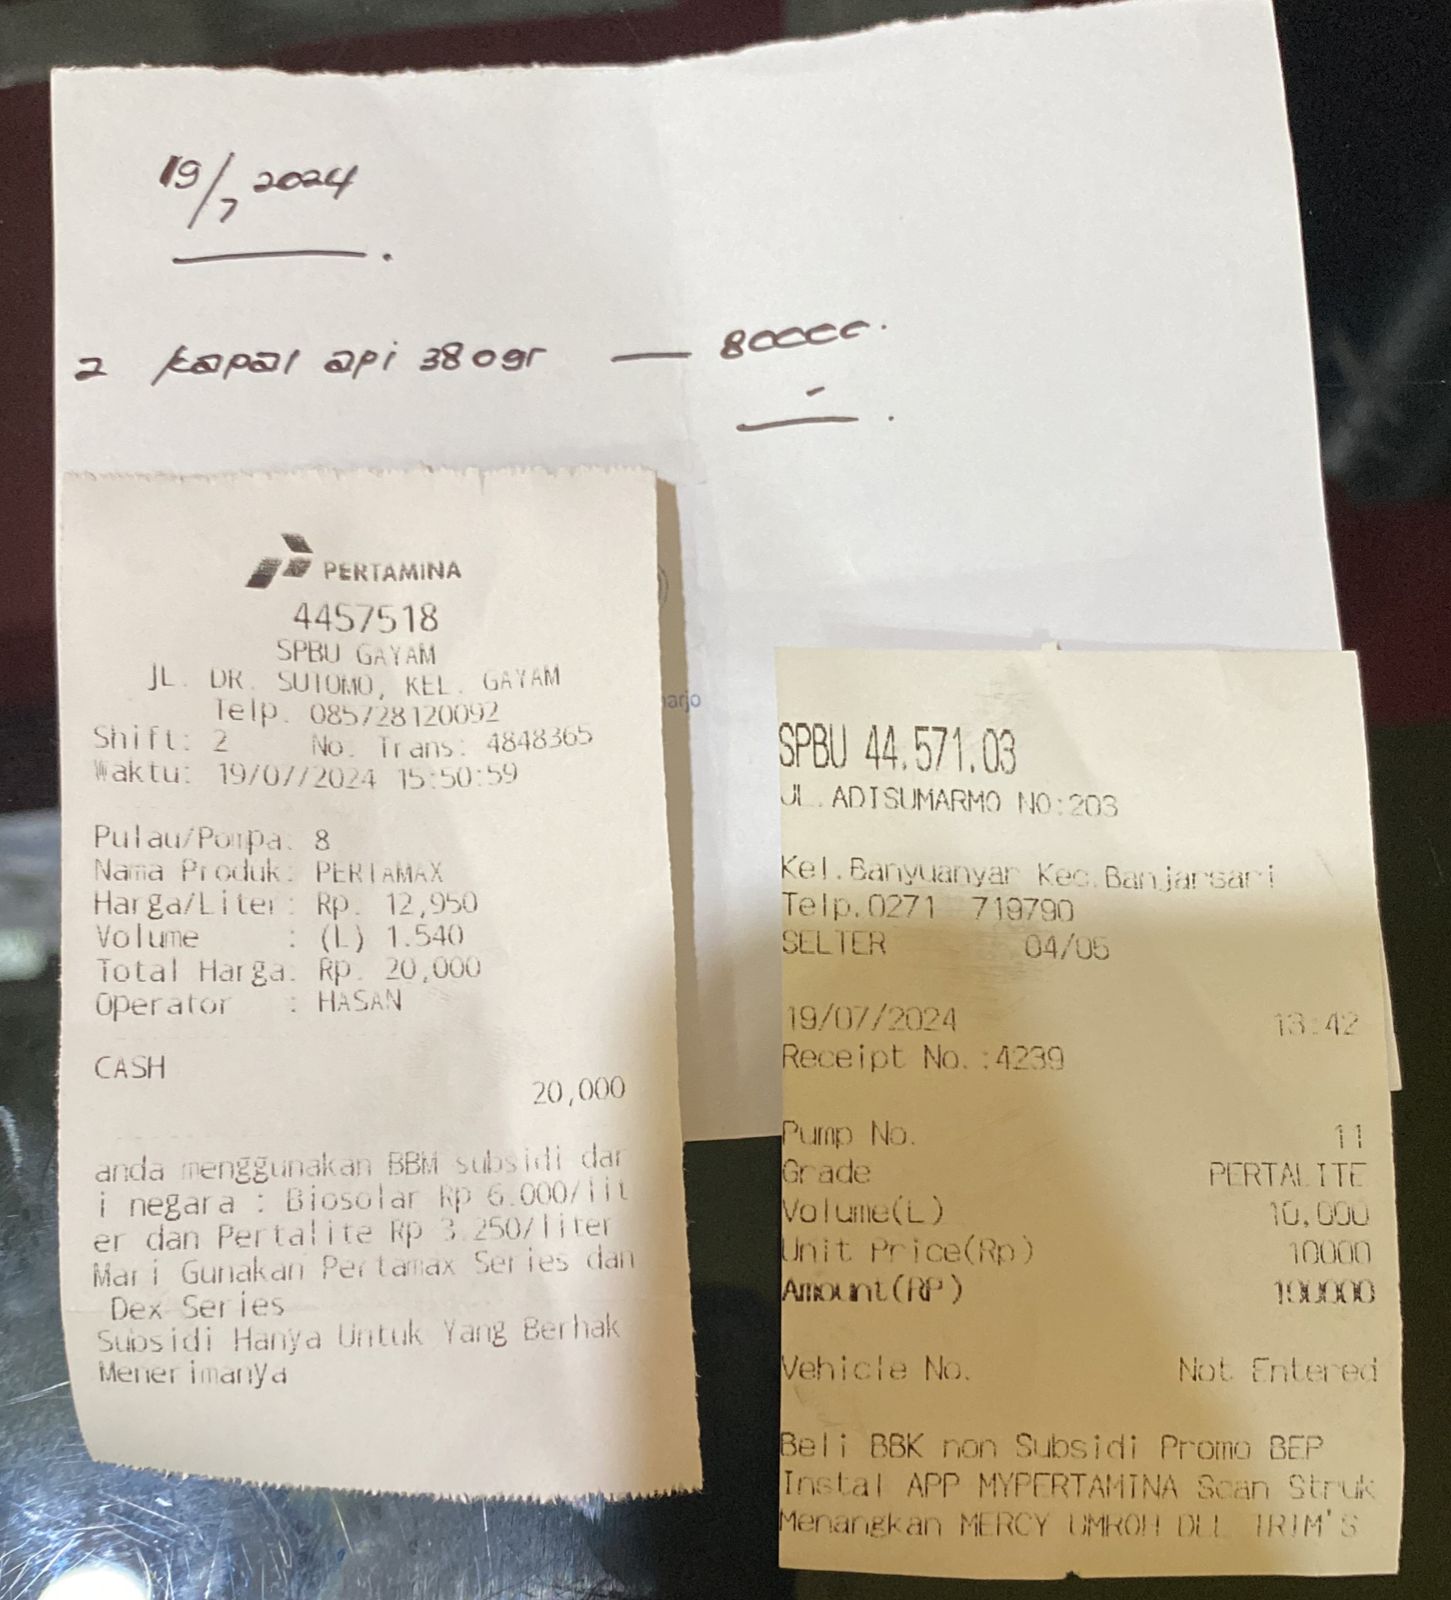 19/7 2024
2 kapal api 380gr — 80000.
PERTAMINA
4457518
SPBU GAYAM
JL. DR. SUTOMO, KEL. GAYAM
Telp. 085728120092
Shift: 2 No. Trans: 4848365
Waktu: 19/07/2024 15:50:59
Pulau/Pompa: 8
Nama Produk: PERTAMAX
Harga/Liter: Rp. 12,950
Volume : (L) 1.540
Total Harga: Rp. 20,000
Operator : HASAN
CASH
20,000
anda menggunakan BBM subsidi dar
i negara : Biosolar Rp 6.000/lit
er dan Pertalite Rp 3.250/liter
Mari Gunakan Pertamax Series dan
Dex Series
Subsidi Hanya Untuk Yang Berhak
Menerimanya
arjo
SPBU 44.571.03
JL.ADISUMARMO NO:203
Kel.Banyuanyar Kec.Banjarsari
Telp.0271 719790
SELTER 04/05
19/07/2024 13:42
Receipt No.:4239
Pump No. 11
Grade PERTALITE
Volume(L) 10,000
Unit Price(Rp) 10000
Amount(RP) 100000
Vehicle No. Not Entered
Beli BBK non Subsidi Promo BEP
Instal APP MYPERTAMINA Scan Struk
Menangkan MERCY UMROH DLL TRIM'S